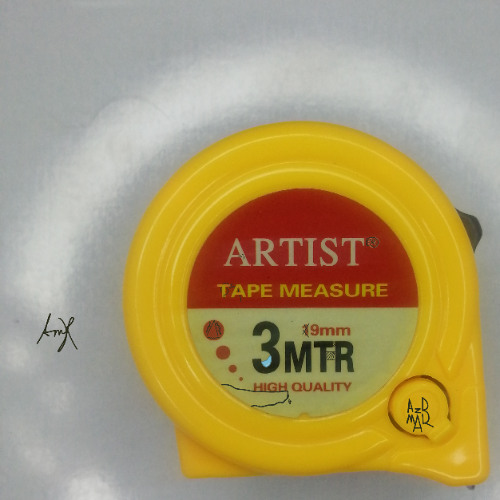 ARTIST®
TAPE MEASURE
19mm
3MTR
HIGH QUALITY